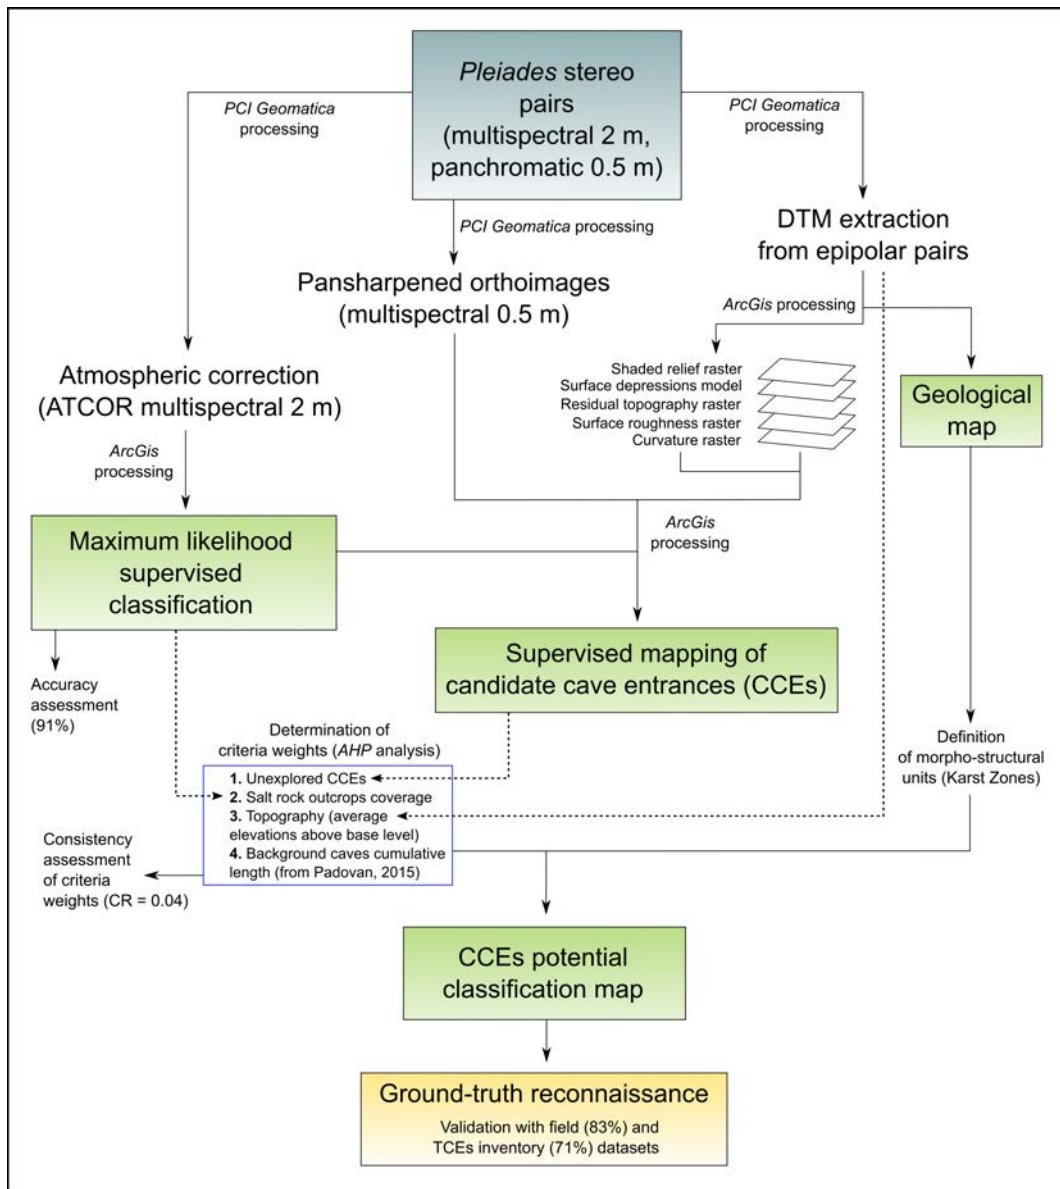 Pleiades stereo
pairs
(multispectral 2 m,
panchromatic 0.5 m)
PCI Geomatica
processing
PCI Geomatica
processing
PCI Geomatica processing
DTM extraction
from epipolar pairs
Pansharpened orthoimages
(multispectral 0.5 m)
ArcGis processing
Atmospheric correction
(ATCOR multispectral 2 m)
Shaded relief raster
Surface depressions model
Residual topography raster
Surface roughness raster
Curvature raster
Geological
map
ArcGis
processing
ArcGis
processing
Maximum likelihood
supervised
classification
Supervised mapping of
candidate cave entrances (CCEs)
Accuracy
assessment
(91%)
Determination of
criteria weights (AHP analysis)
1. Unexplored CCEs
2. Salt rock outcrops coverage
3. Topography (average
elevations above base level)
4. Background caves cumulative
length (from Padovan, 2015)
Definition
of morpho-structural
units (Karst Zones)
Consistency
assessment
of criteria
weights (CR = 0.04)
CCEs potential
classification map
Ground-truth reconnaissance
Validation with field (83%) and
TCEs inventory (71%) datasets